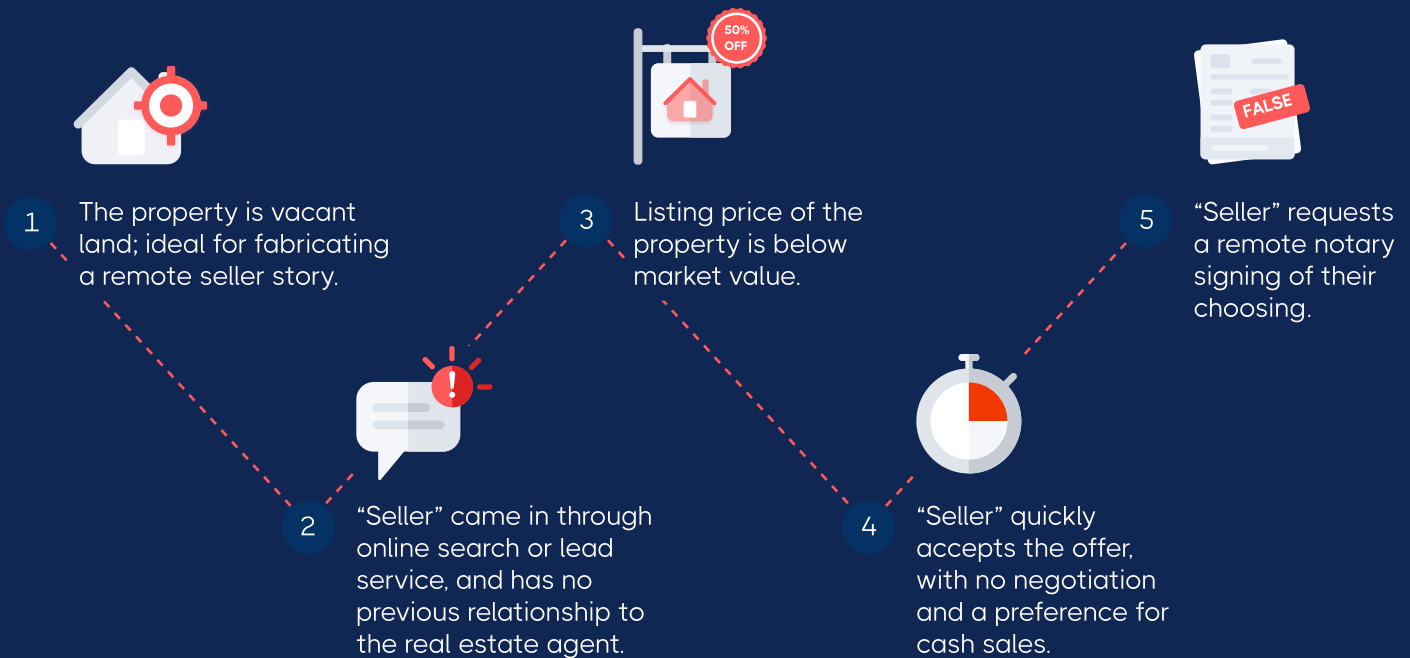 1
The property is vacant
land; ideal for fabricating
a remote seller story.
2
“Seller” came in through
online search or lead
service, and has no
previous relationship to
the real estate agent.
50%
OFF
3
Listing price of the
property is below
market value.
4
“Seller” quickly
accepts the offer,
with no negotiation
and a preference for
cash sales.
FALSE
5
“Seller” requests
a remote notary
signing of their
choosing.